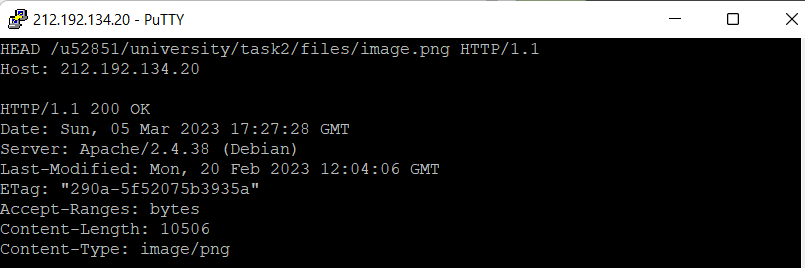 212.192.134.20 - PuTTY
HEAD /u52851/university/task2/files/image.png HTTP/1.1
Host: 212.192.134.20
HTTP/1.1 200 OK
Date: Sun, 05 Mar 2023 17:27:28 GMT
Server: Apache/2.4.38 (Debian)
Last-Modified: Mon, 20 Feb 2023 12:04:06 GMT
ETag: "290a-5f52075b3935a"
Accept-Ranges: bytes
Content-Length: 10506
Content-Type: image/png